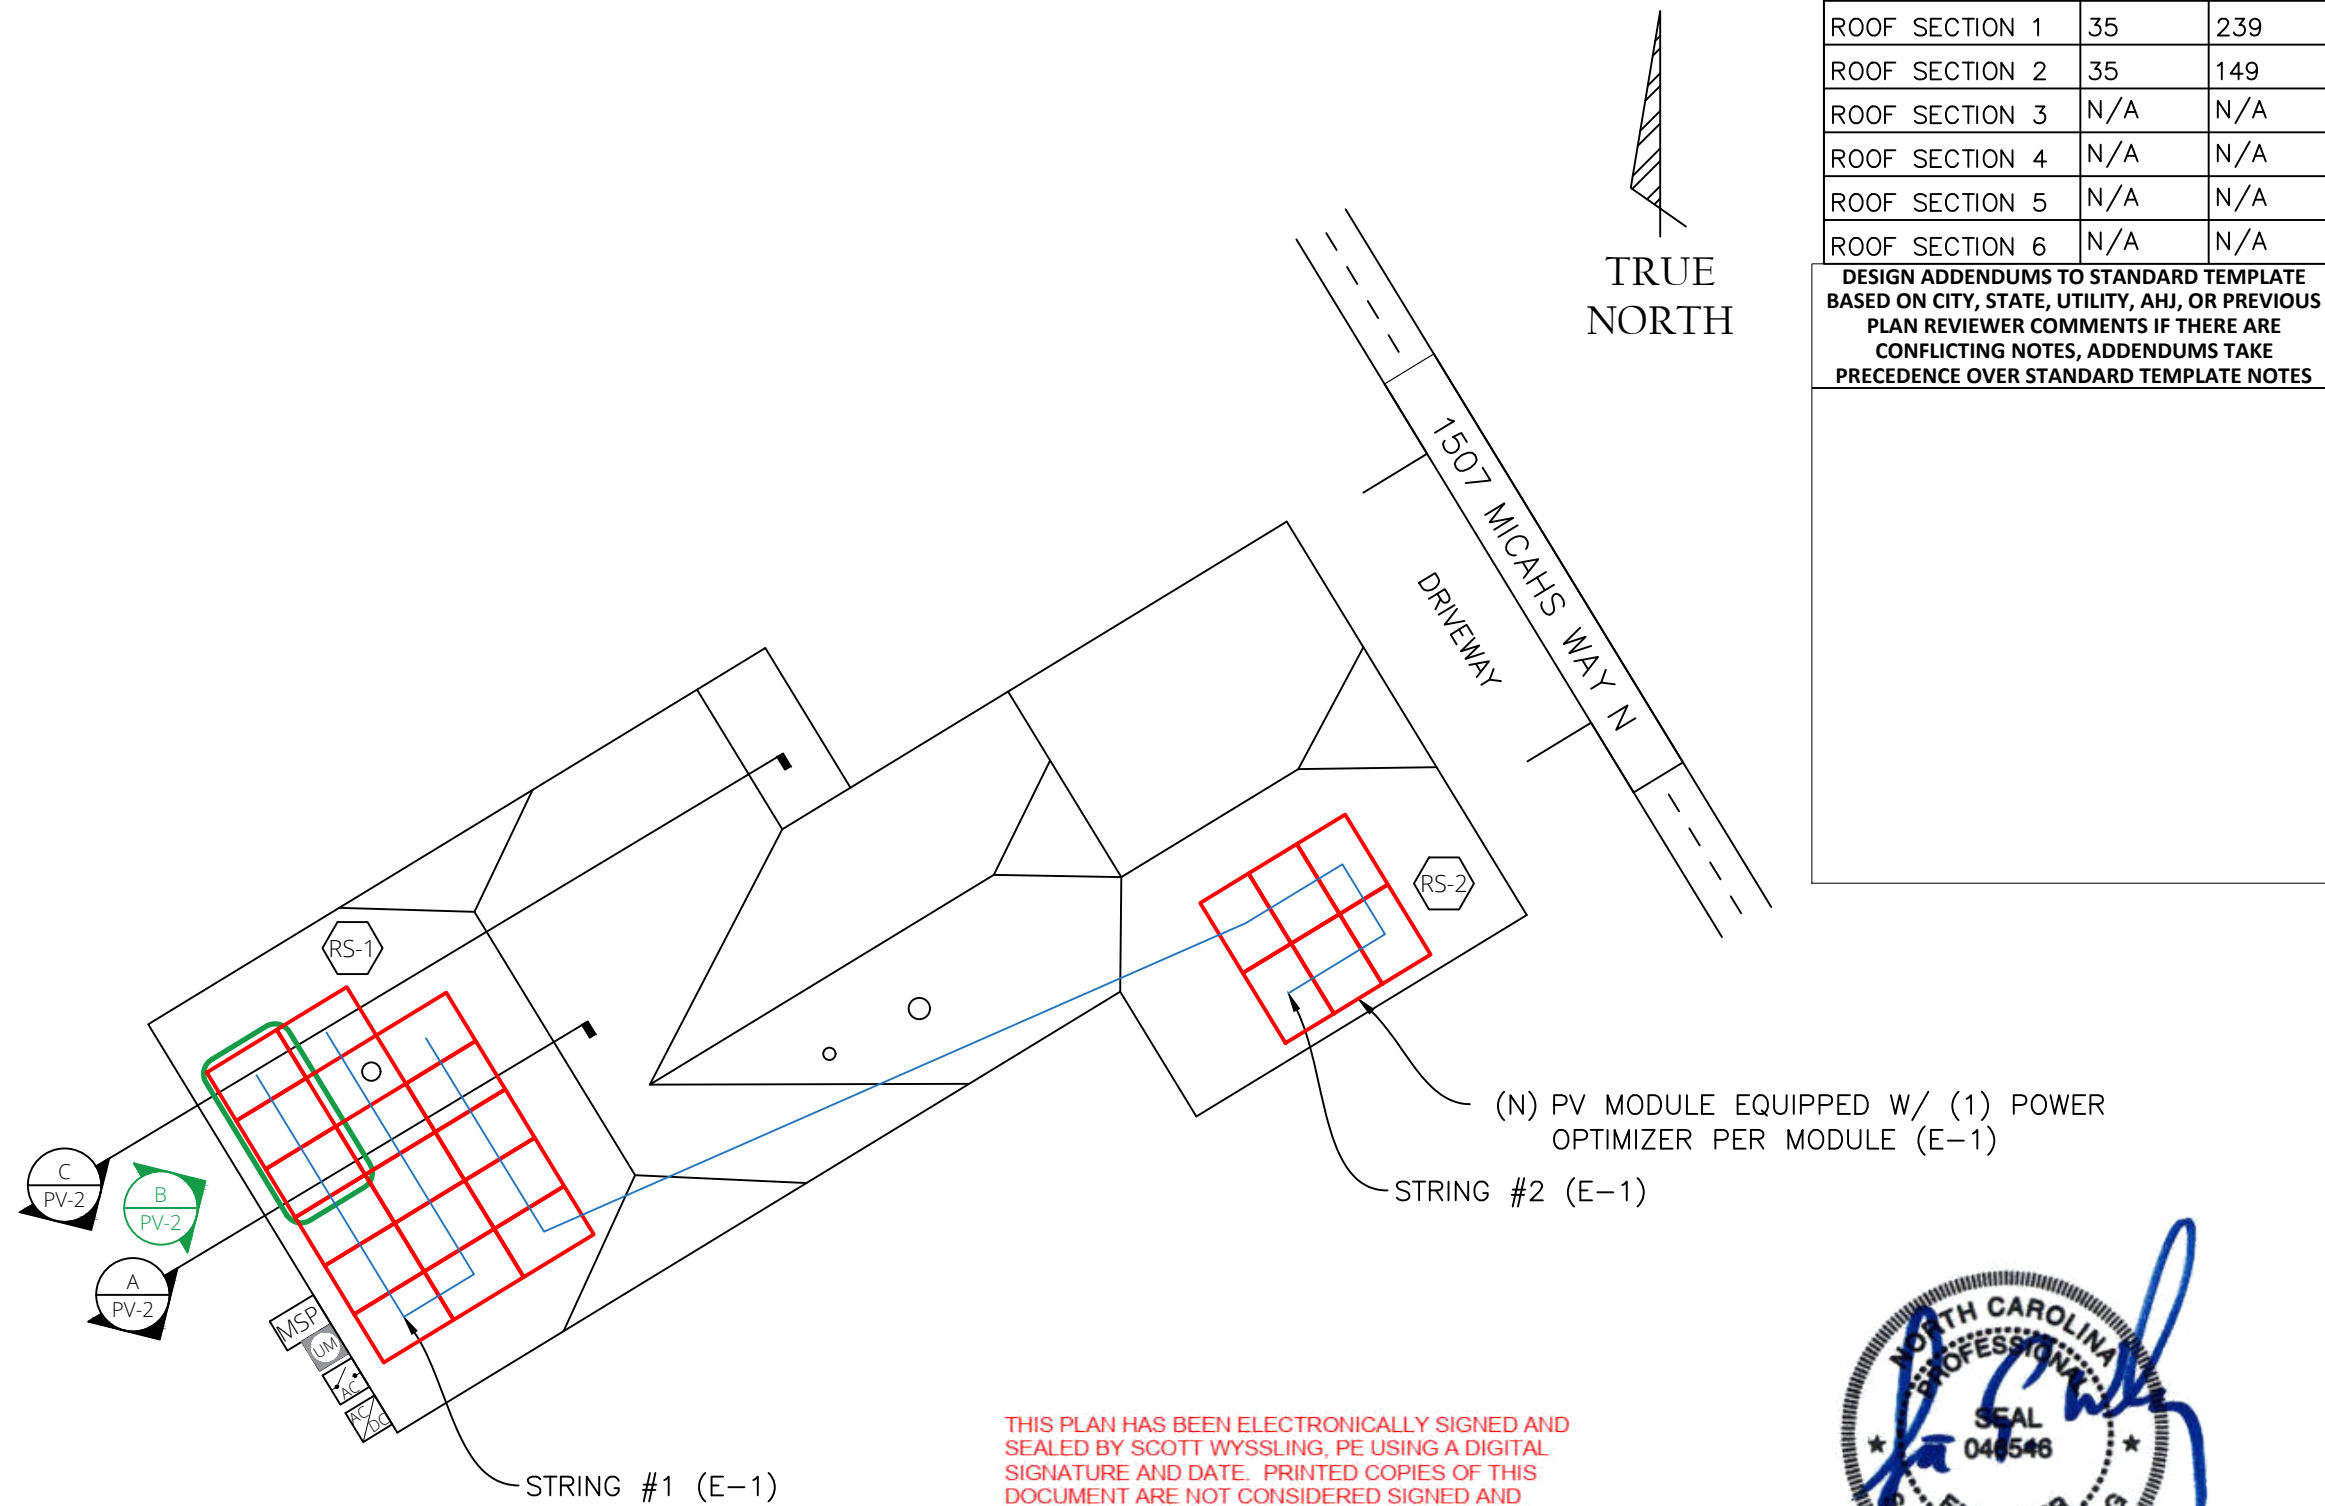 ROOF SECTION 1 35 239
ROOF SECTION 2 35 149
ROOF SECTION 3 N/A N/A
ROOF SECTION 4 N/A N/A
ROOF SECTION 5 N/A N/A
ROOF SECTION 6 N/A N/A
DESIGN ADDENDUMS TO STANDARD TEMPLATE
BASED ON CITY, STATE, UTILITY, AHJ, OR PREVIOUS
PLAN REVIEWER COMMENTS IF THERE ARE
CONFLICTING NOTES, ADDENDUMS TAKE
PRECEDENCE OVER STANDARD TEMPLATE NOTES
TRUE
NORTH
1507 MICAHS WAY N
DRIVEWAY
RS-2
RS-1
(N) PV MODULE EQUIPPED W/ (1) POWER
OPTIMIZER PER MODULE (E-1)
STRING #2 (E-1)
C
PV-2
B
PV-2
A
PV-2
MSP
UM
AC
AC/DC
STRING #1 (E-1)
THIS PLAN HAS BEEN ELECTRONICALLY SIGNED AND
SEALED BY SCOTT WYSSLING, PE USING A DIGITAL
SIGNATURE AND DATE. PRINTED COPIES OF THIS
DOCUMENT ARE NOT CONSIDERED SIGNED AND
NORTH CAROLINA
PROFESSIONAL
SEAL
046546